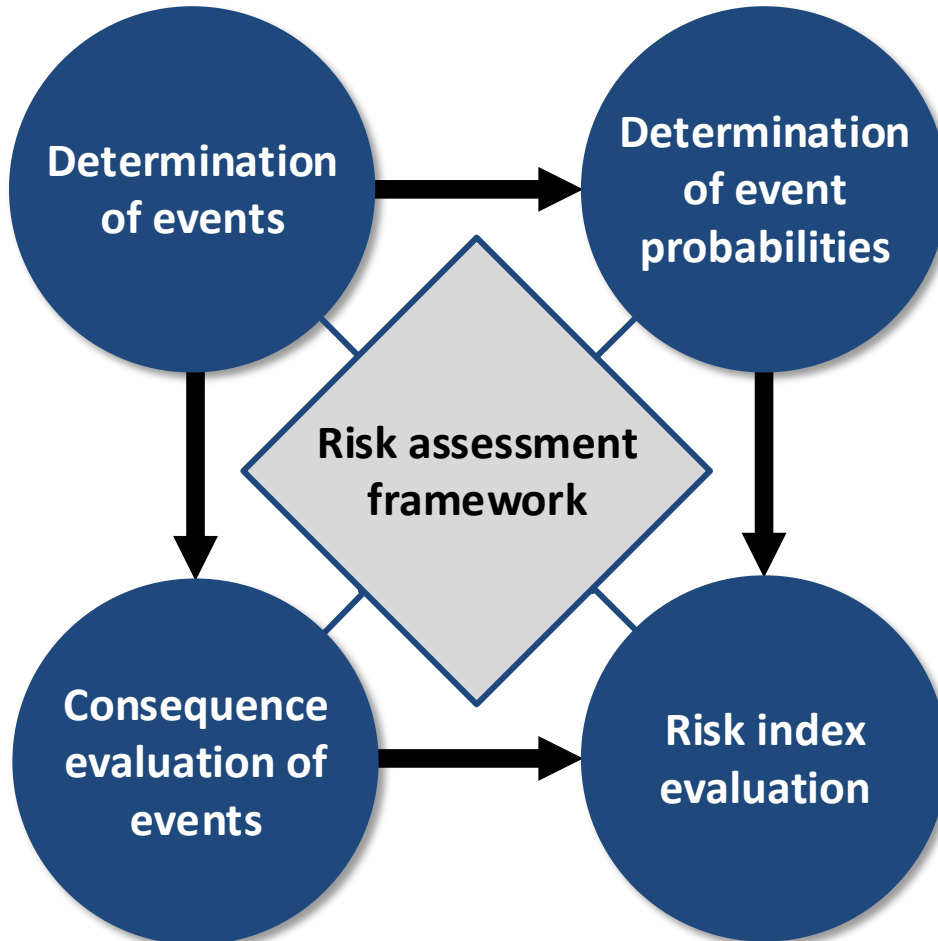 Determination
of events
Determination
of event
probabilities
Risk assessment
framework
Consequence
evaluation of
events
Risk index
evaluation